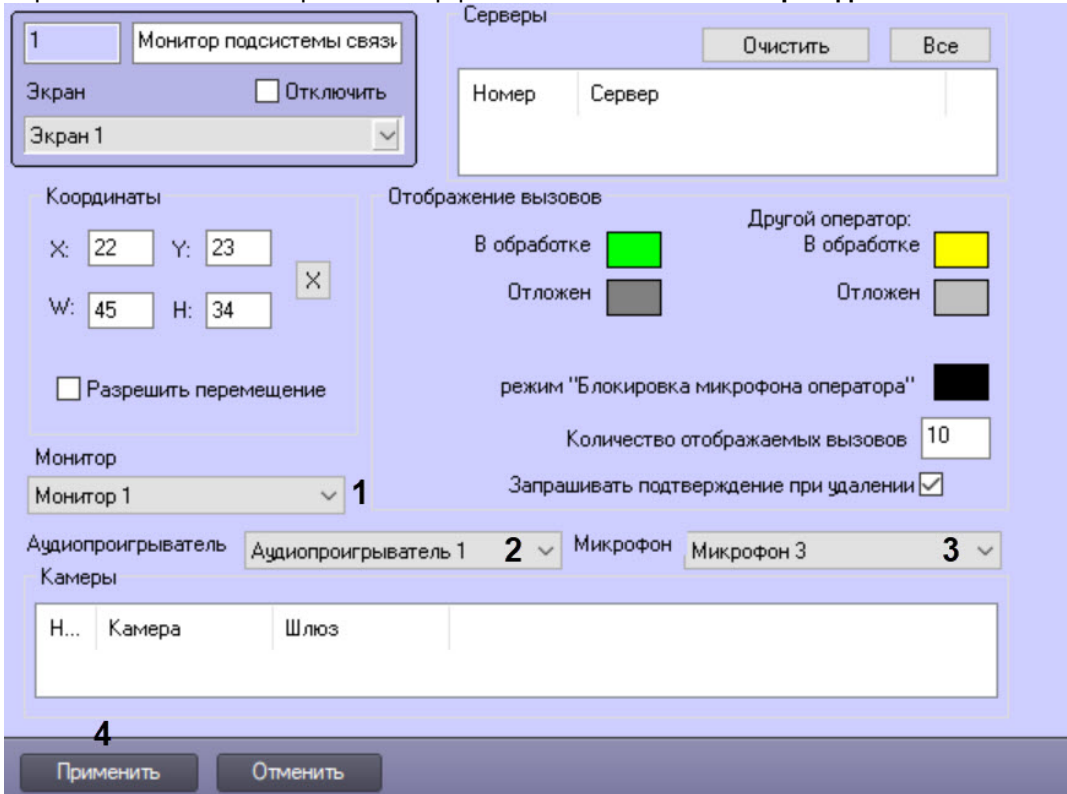 1
Монитор подсистемы связи
Экран
Отключить
Экран 1
Серверы
Очистить
Все
Номер Сервер
Координаты
X: 22 Y: 23
X
W: 45 H: 34
Разрешить перемещение
Отображение вызовов
Другой оператор:
В обработке
В обработке
Отложен
Отложен
режим "Блокировка микрофона оператора"
Количество отображаемых вызовов 10
Запрашивать подтверждение при удалении
Монитор
Монитор 1 1
Аудиопроигрыватель Аудиопроигрыватель 1 2 Микрофон Микрофон 3 3
Камеры
Н... Камера Шлюз
4
Применить Отменить